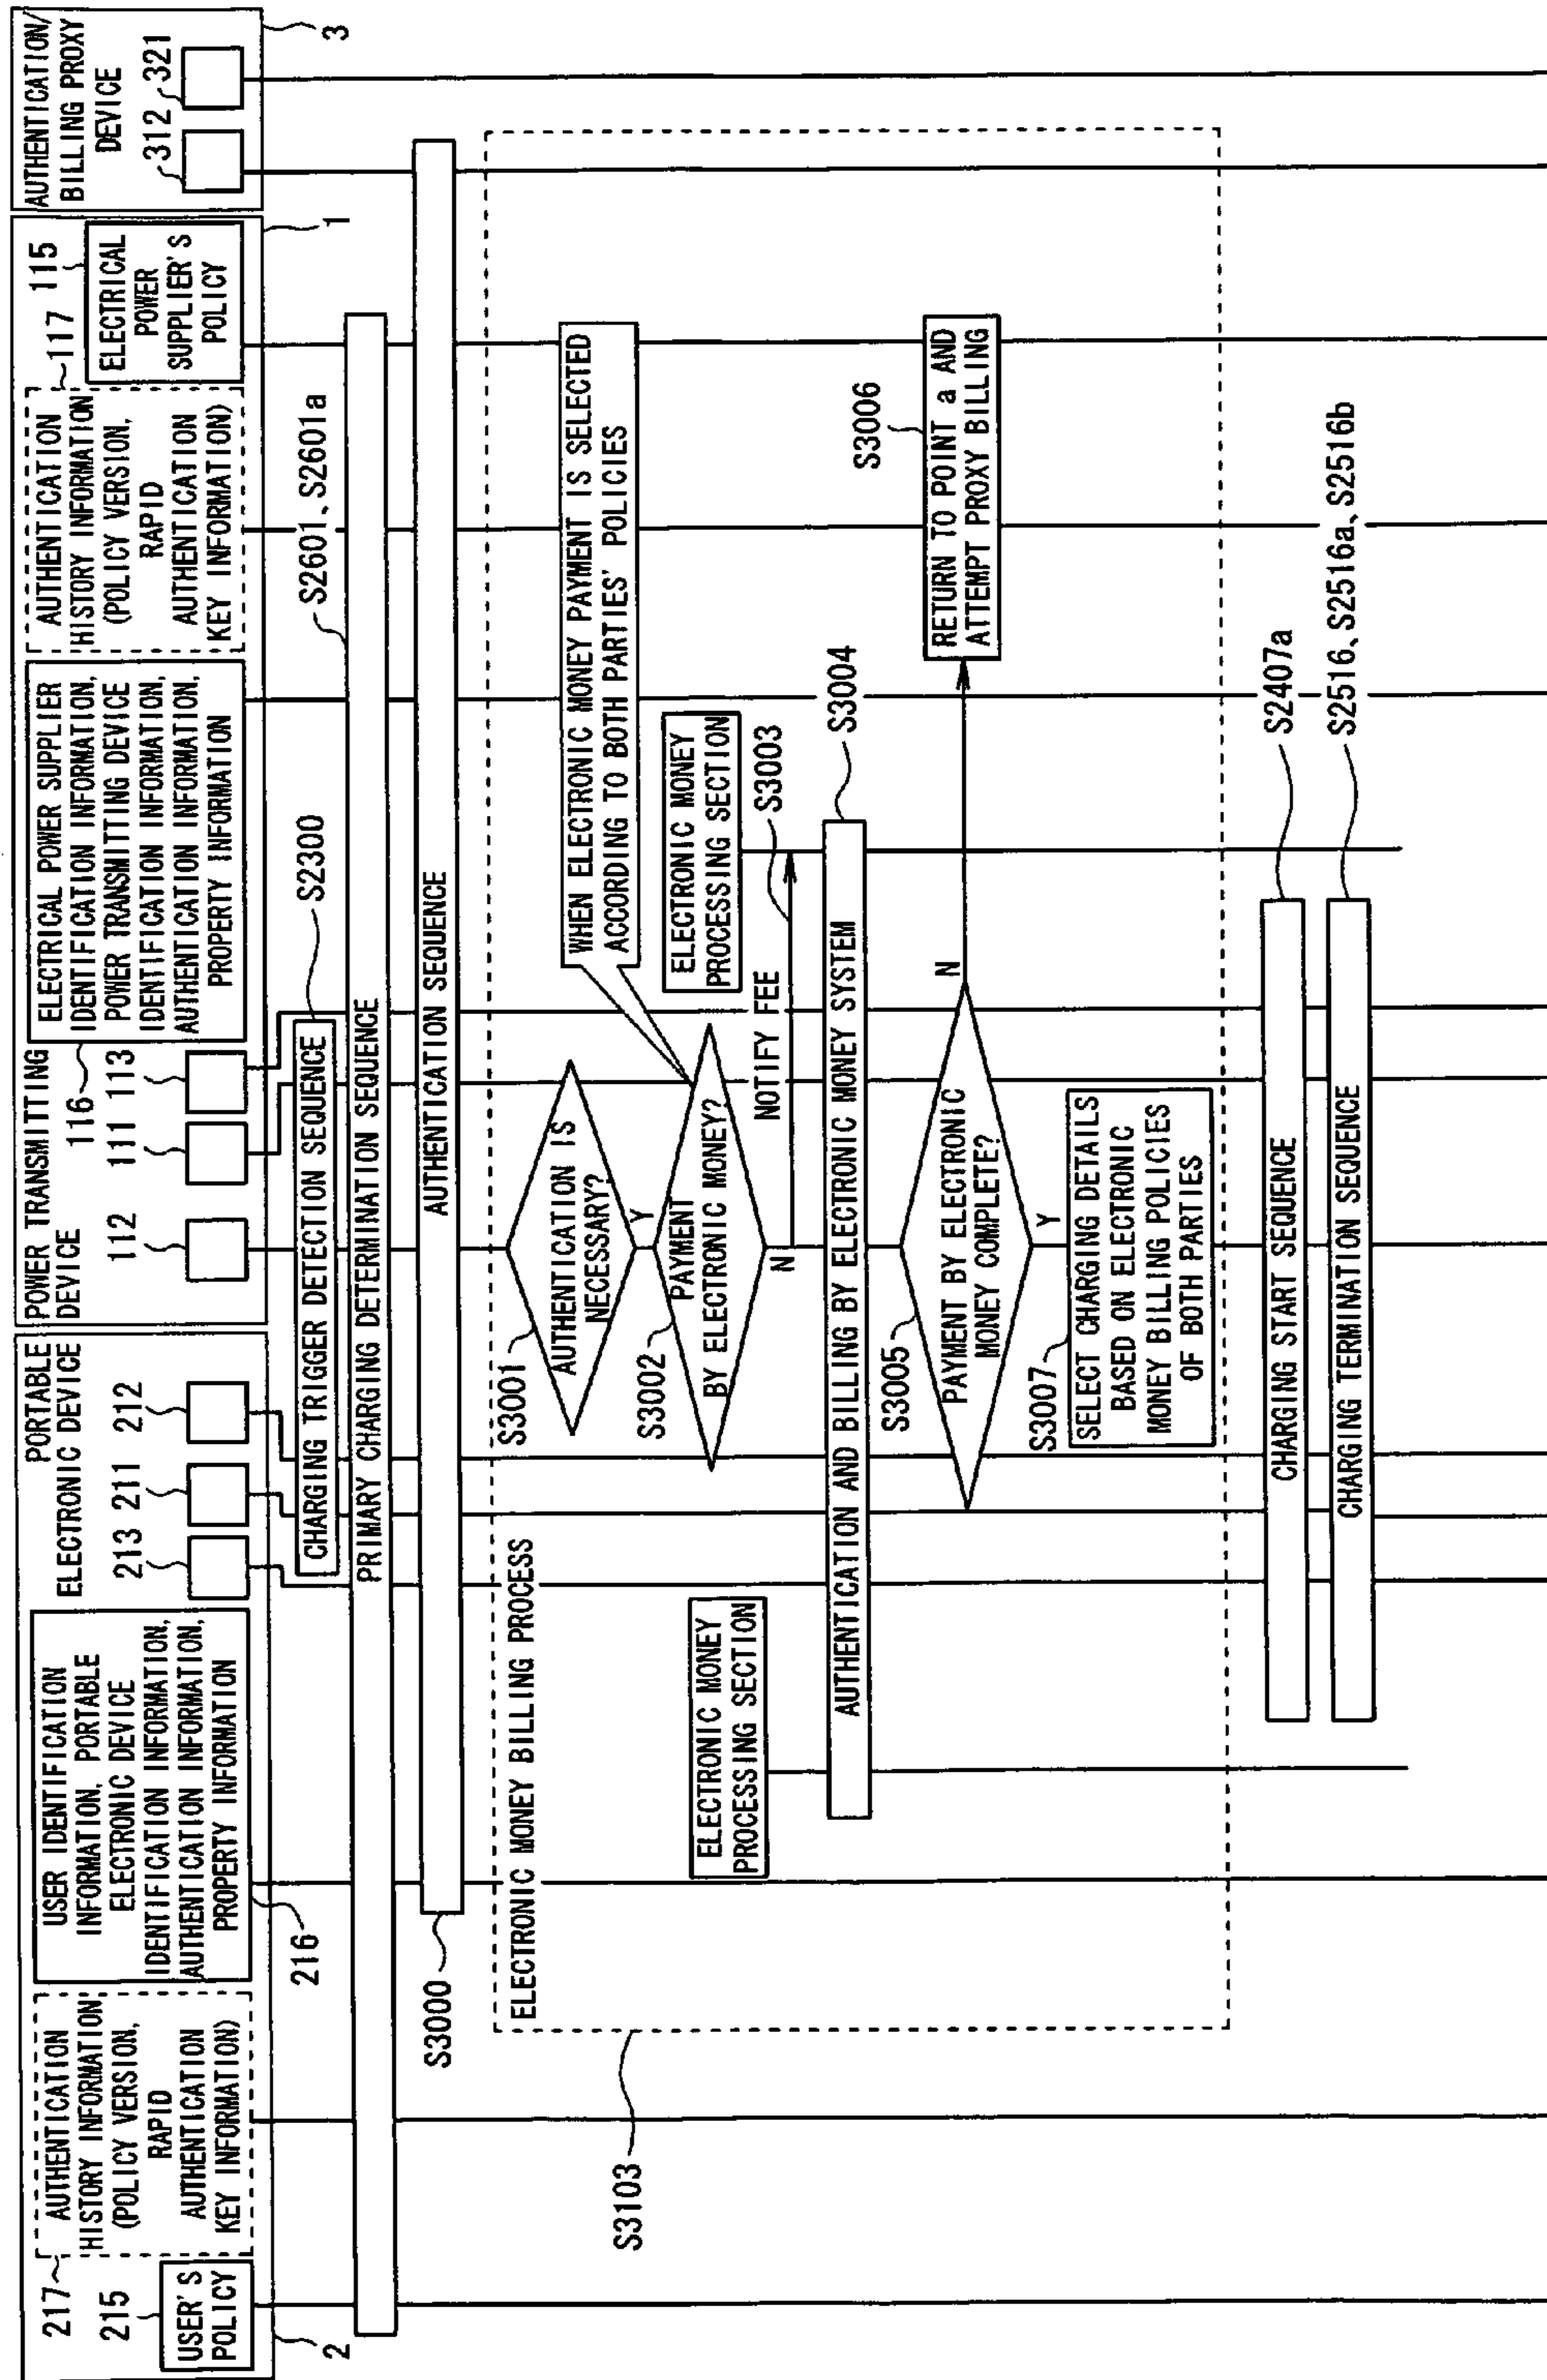 PORTABLE
ELECTRONIC DEVICE
2
217
AUTHENTICATION
HISTORY INFORMATION
(POLICY VERSION,
RAPID
AUTHENTICATION
KEY INFORMATION)
215
USER'S
POLICY
USER IDENTIFICATION
INFORMATION, PORTABLE
ELECTRONIC DEVICE
IDENTIFICATION INFORMATION,
AUTHENTICATION INFORMATION,
PROPERTY INFORMATION
216
213
211
212
POWER TRANSMITTING
DEVICE
112
111
113
116
ELECTRICAL POWER SUPPLIER
IDENTIFICATION INFORMATION,
POWER TRANSMITTING DEVICE
IDENTIFICATION INFORMATION,
AUTHENTICATION INFORMATION,
PROPERTY INFORMATION
AUTHENTICATION
HISTORY INFORMATION
(POLICY VERSION,
RAPID
AUTHENTICATION
KEY INFORMATION)
117
115
ELECTRICAL
POWER
SUPPLIER'S
POLICY
1
AUTHENTICATION/
BILLING PROXY
DEVICE
312
321
3
CHARGING TRIGGER DETECTION SEQUENCE
S2300
PRIMARY CHARGING DETERMINATION SEQUENCE
S2601、S2601a
S3000
AUTHENTICATION SEQUENCE
S3103
ELECTRONIC MONEY BILLING PROCESS
S3001
AUTHENTICATION IS
NECESSARY?
Y
WHEN ELECTRONIC MONEY PAYMENT IS SELECTED
ACCORDING TO BOTH PARTIES' POLICIES
S3002
PAYMENT
BY ELECTRONIC MONEY?
N
ELECTRONIC MONEY
PROCESSING SECTION
ELECTRONIC MONEY
PROCESSING SECTION
NOTIFY FEE
S3003
AUTHENTICATION AND BILLING BY ELECTRONIC MONEY SYSTEM
S3004
S3005
PAYMENT BY ELECTRONIC
MONEY COMPLETE?
N
Y
S3006
RETURN TO POINT a AND
ATTEMPT PROXY BILLING
S3007
SELECT CHARGING DETAILS
BASED ON ELECTRONIC
MONEY BILLING POLICIES
OF BOTH PARTIES
CHARGING START SEQUENCE
S2407a
CHARGING TERMINATION SEQUENCE
S2516、S2516a、S2516b